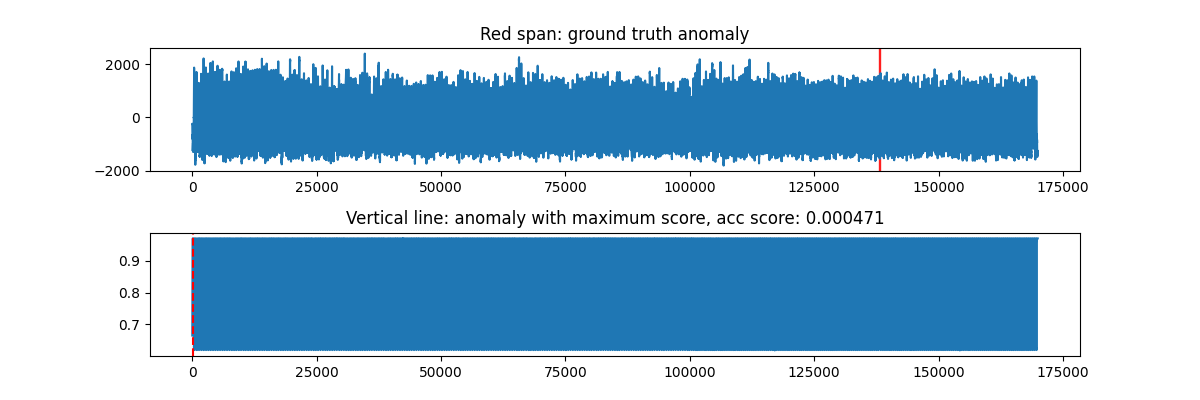 Red span: ground truth anomaly
2000
0
−2000
0 25000 50000 75000 100000 125000 150000 175000
Vertical line: anomaly with maximum score, acc score: 0.000471
0.9
0.8
0.7
0 25000 50000 75000 100000 125000 150000 175000